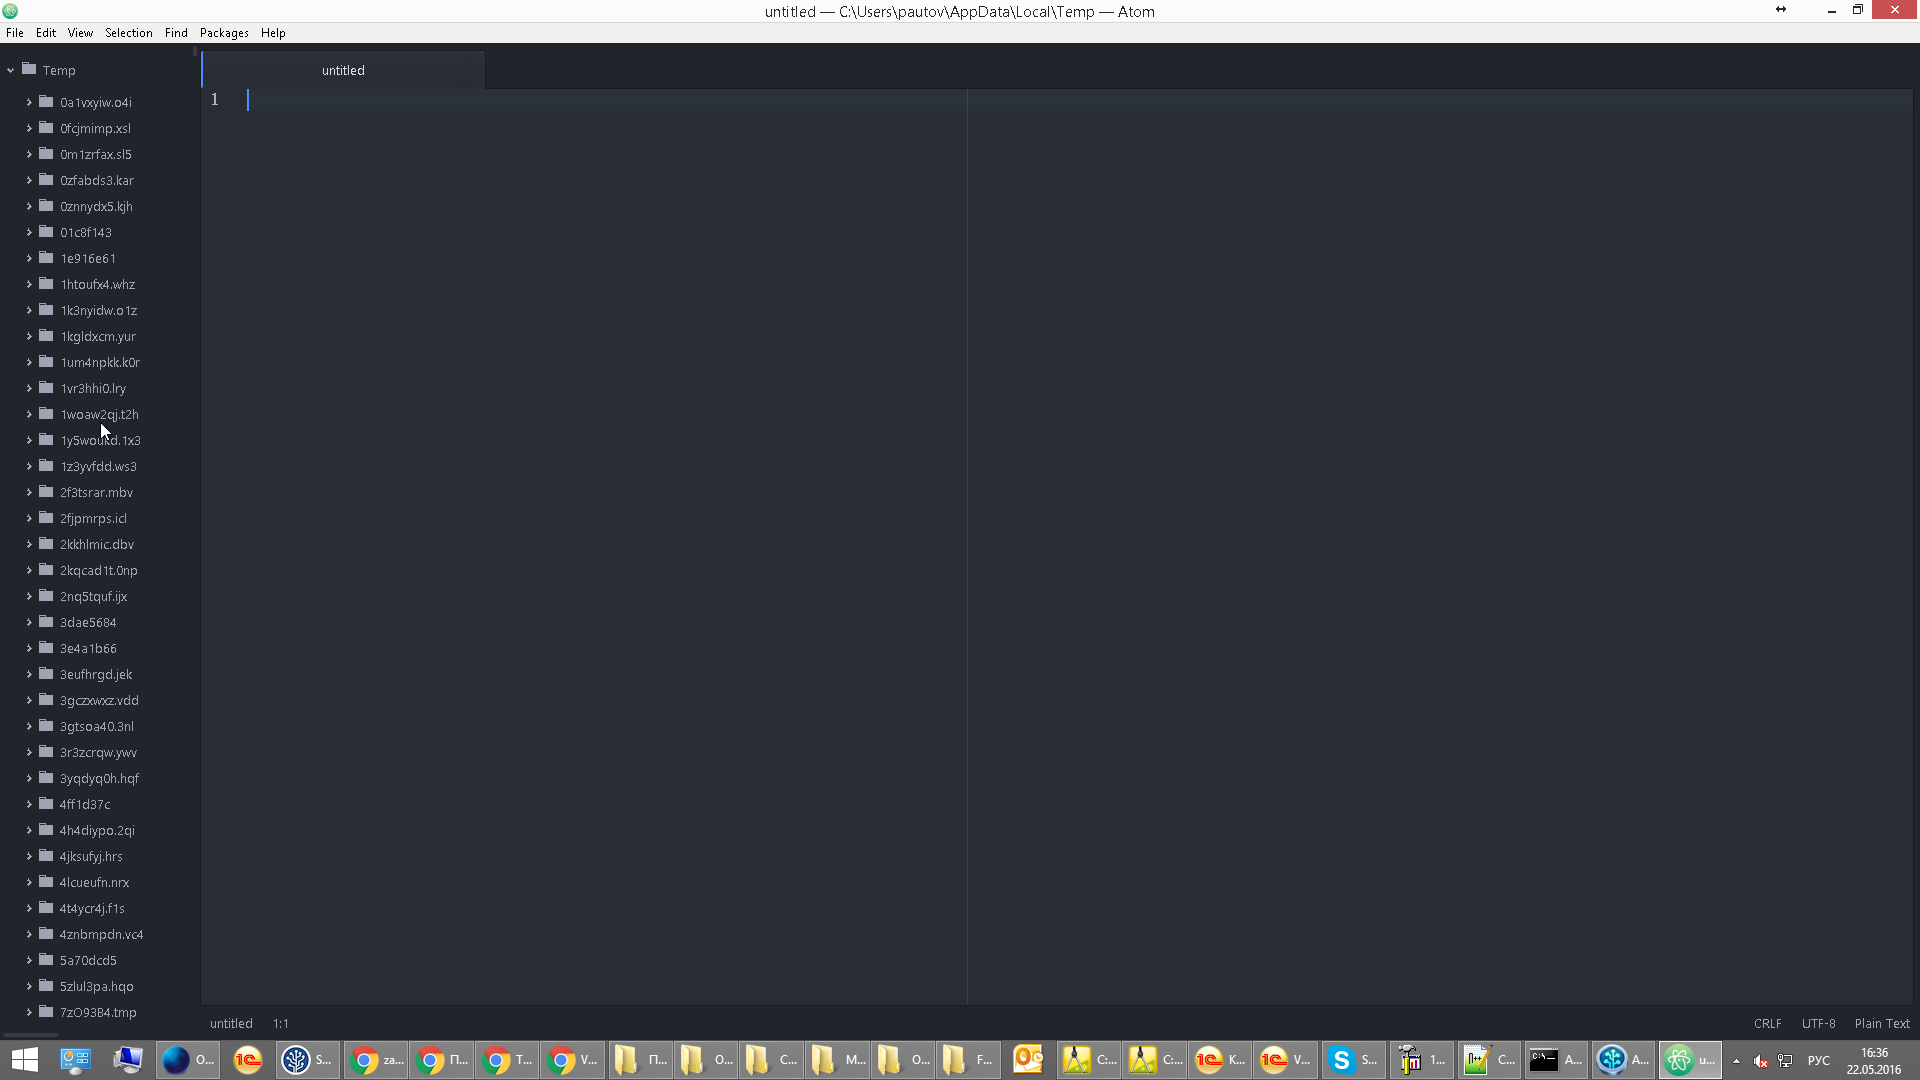 untitled — C:\Users\pautov\AppData\Local\Temp — Atom
File Edit View Selection Find Packages Help
Temp
untitled
1
0a1vxyiw.o4i
0fcjmimp.xsl
0m1zrfax.sl5
0zfabds3.kar
0znnydx5.kjh
01c8f143
1e916e61
1htoufx4.whz
1k3nyidw.o1z
1kgldxcm.yur
1um4npkk.k0r
1vr3hhi0.lry
1woaw2qj.t2h
1y5woukd.1x3
1z3yvfdd.ws3
2f3tsrar.mbv
2fjpmrps.icl
2kkhlmic.dbv
2kqcad1t.0np
2nq5tquf.ijx
3dae5684
3e4a1b66
3eufhrgd.jek
3gczxwxz.vdd
3gtsoa40.3nl
3r3zcrqw.ywv
3yqdyq0h.hqf
4ff1d37c
4h4diypo.2qi
4jksufyj.hrs
4lcueufn.nrx
4t4ycr4j.f1s
4znbmpdn.vc4
5a70dcd5
5zlul3pa.hqo
7zO93B4.tmp
untitled 1:1 CRLF UTF-8 Plain Text
O... S... za... П... T... V... П... O... C... M... O... F... C:... C:... K... V... S... 1... C... A... A... u... РУС 16:36
22.05.2016